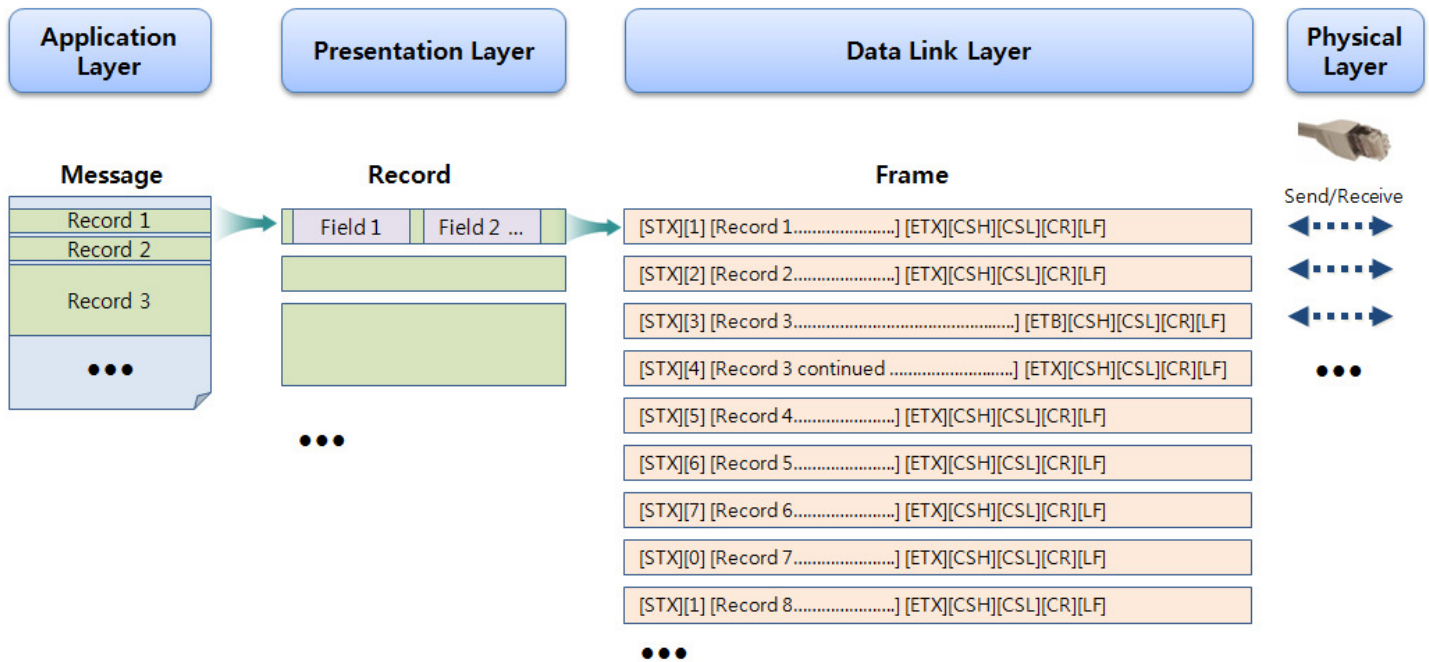 Application
Layer
Presentation Layer
Data Link Layer
Physical
Layer
Message
Record
Frame
Send/Receive
Record 1
Record 2
Record 3
•••
Field 1
Field 2 ...
•••
[STX][1] [Record 1.......................] [ETX][CSH][CSL][CR][LF]
[STX][2] [Record 2.......................] [ETX][CSH][CSL][CR][LF]
[STX][3] [Record 3..................................................] [ETB][CSH][CSL][CR][LF]
[STX][4] [Record 3 continued ............................] [ETX][CSH][CSL][CR][LF]
[STX][5] [Record 4.......................] [ETX][CSH][CSL][CR][LF]
[STX][6] [Record 5.......................] [ETX][CSH][CSL][CR][LF]
[STX][7] [Record 6.......................] [ETX][CSH][CSL][CR][LF]
[STX][0] [Record 7.......................] [ETX][CSH][CSL][CR][LF]
[STX][1] [Record 8.......................] [ETX][CSH][CSL][CR][LF]
•••
•••